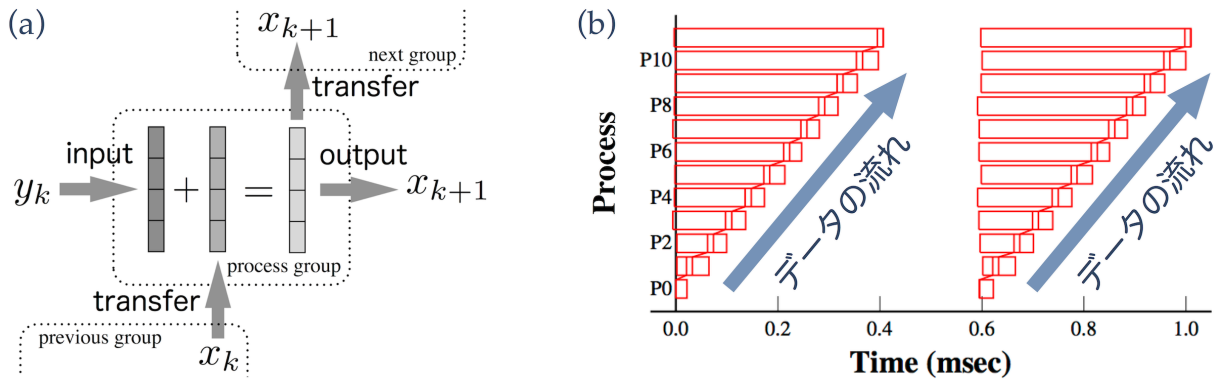 (a)
x_{k+1}
next group
transfer
input
output
y_k
+
=
x_{k+1}
process group
transfer
previous group
x_k
(b)
Process
P10
P8
P6
P4
P2
P0
データの流れ
データの流れ
0.0 0.2 0.4 0.6 0.8 1.0
Time (msec)